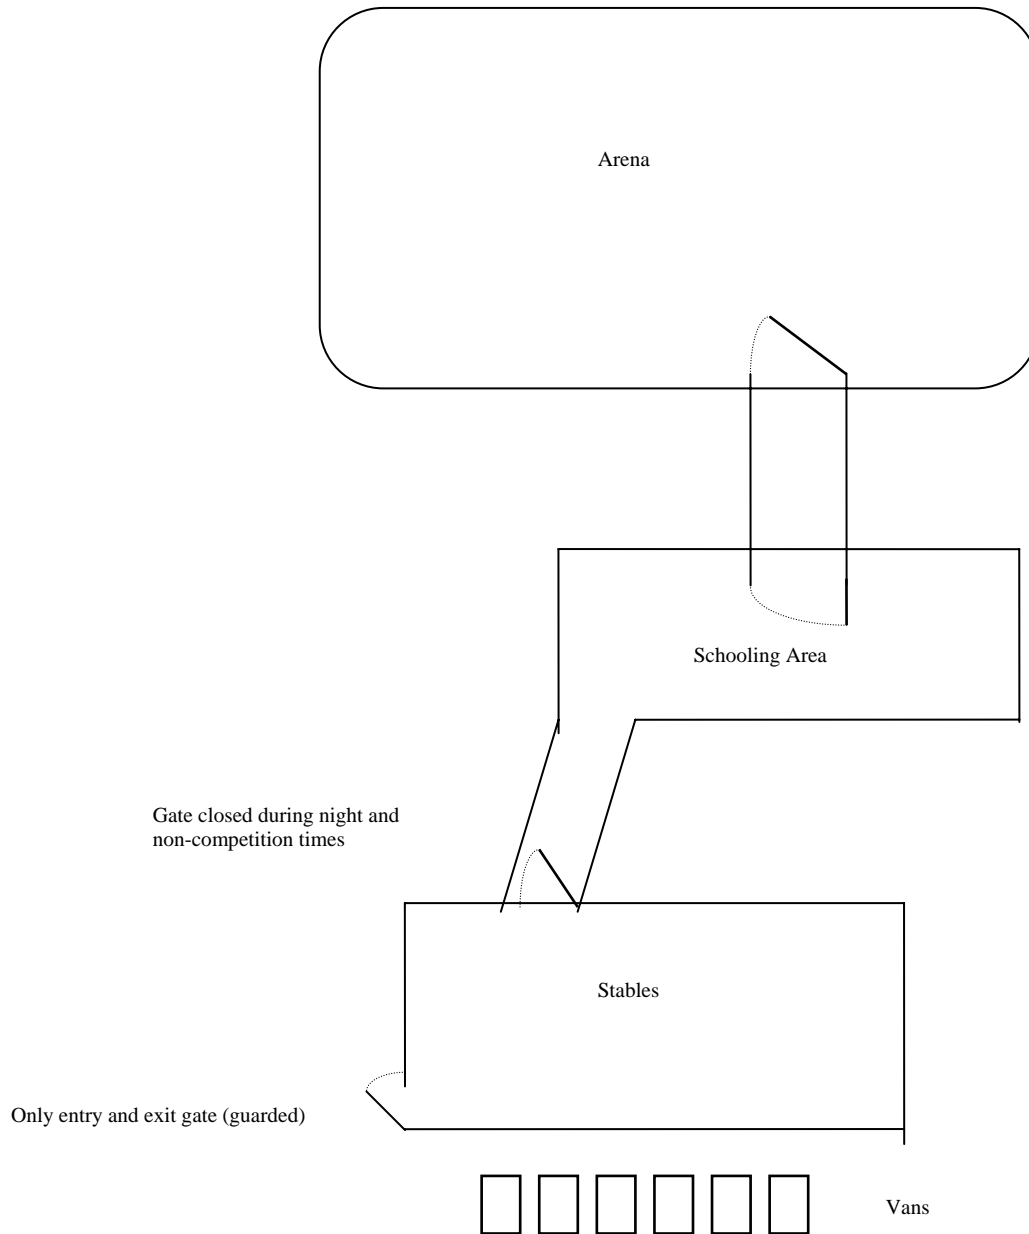 Arena
Schooling Area
Gate closed during night and
non-competition times
Stables
Only entry and exit gate (guarded)
Vans